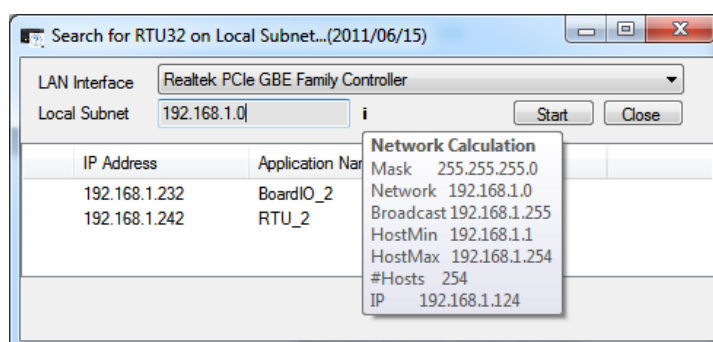 Search for RTU32 on Local Subnet...(2011/06/15)
LAN Interface Realtek PCIe GBE Family Controller
Local Subnet 192.168.1.0 i Start Close
IP Address Application Nar
192.168.1.232 BoardIO_2
192.168.1.242 RTU_2
Network Calculation
Mask 255.255.255.0
Network 192.168.1.0
Broadcast 192.168.1.255
HostMin 192.168.1.1
HostMax 192.168.1.254
#Hosts 254
IP 192.168.1.124